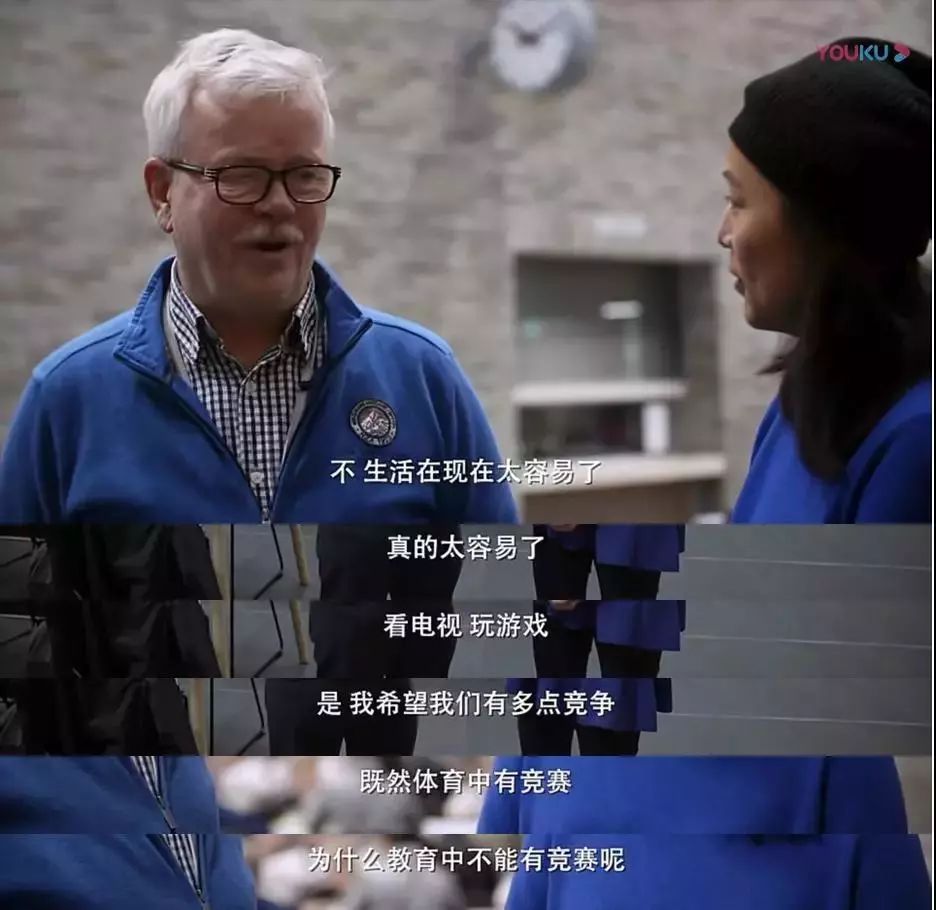 YOUKU
不 生活在现在太容易了
真的太容易了
看电视 玩游戏
是 我希望我们有多点竞争
既然体育中有竞赛
为什么教育中不能有竞赛呢